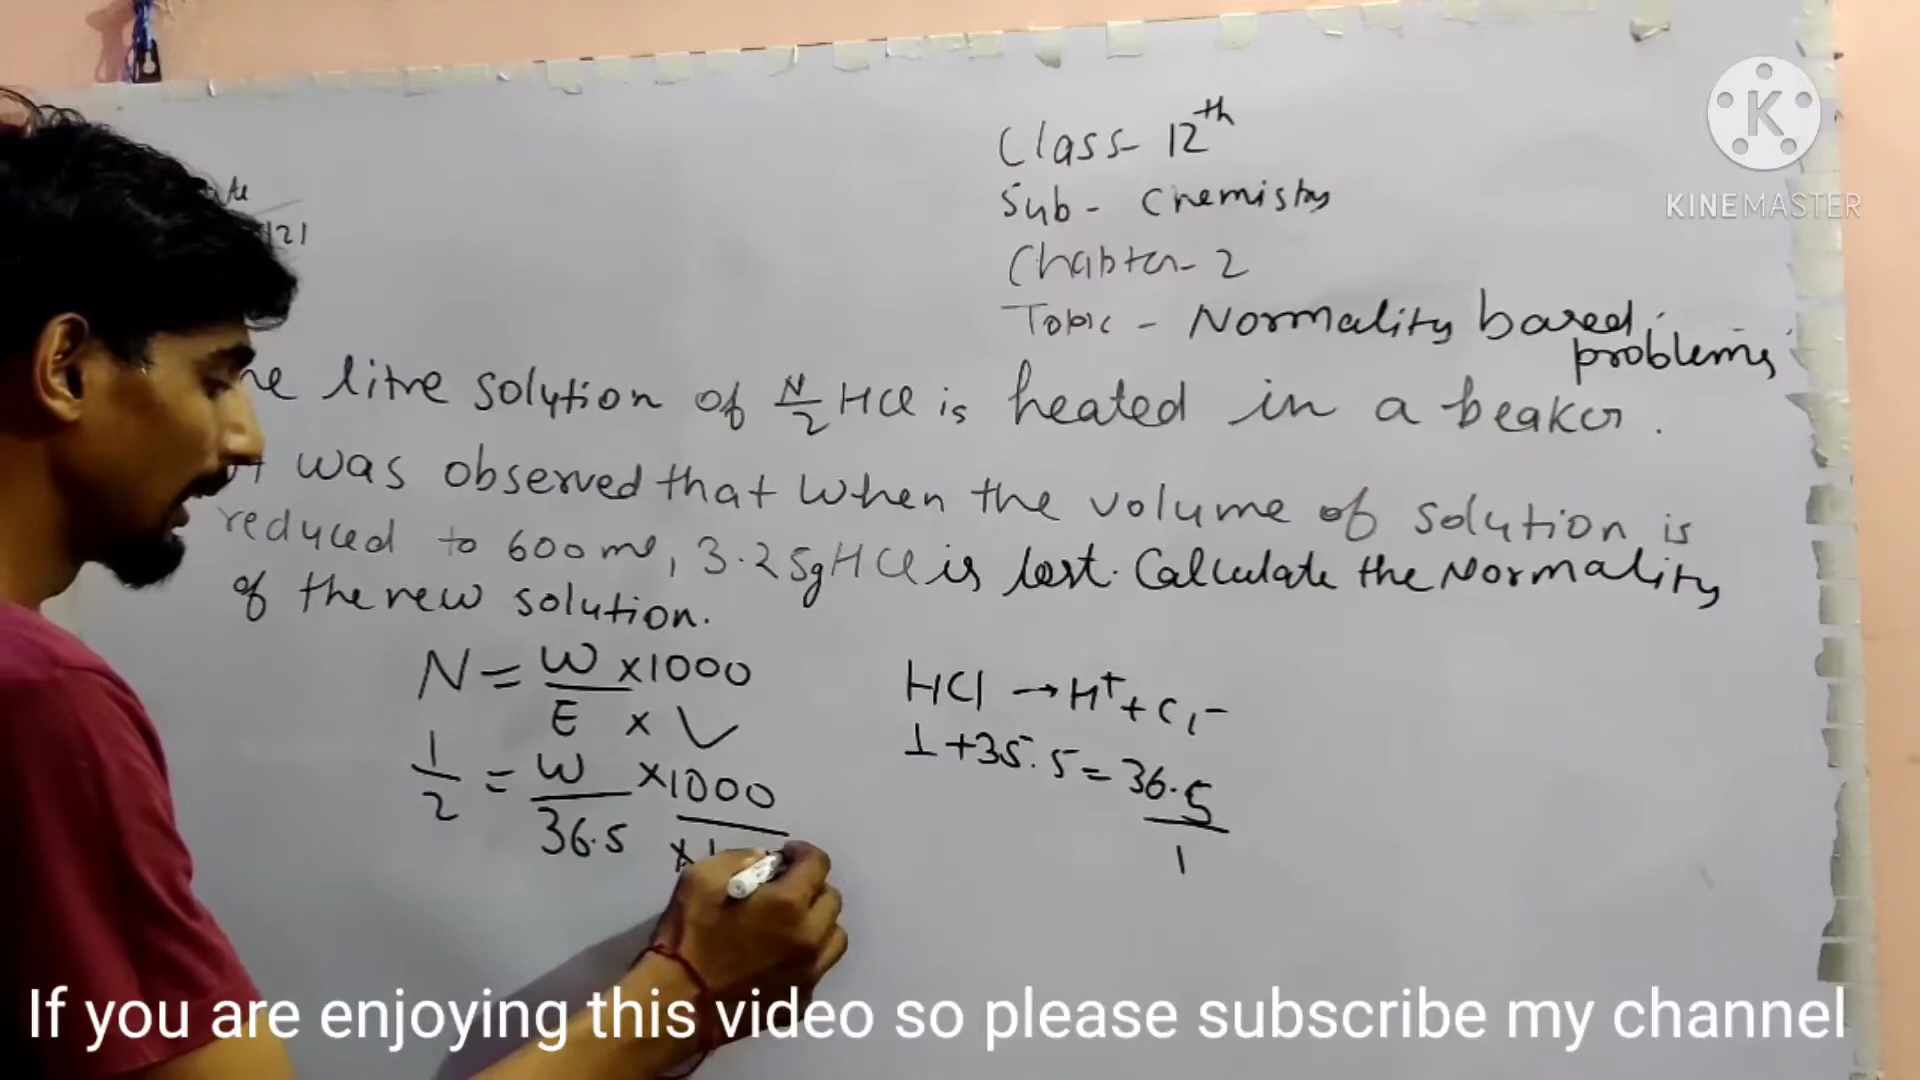 Class- 12th
Sub- Chemistry
Chapter- 2
Topic - Normality based
problems
KINEMASTER
/21
litre solution of N/2 HCl is heated in a beaker.
was observed that when the volume of solution is
reduced to 600ml, 3.25g HCl is lost. Calculate the Normality
of the new solution.
N = W x1000
E x V
1/2 = W x1000
36.5 x
HCl → H+ + Cl-
1+35.5 = 36.5
1
If you are enjoying this video so please subscribe my channel